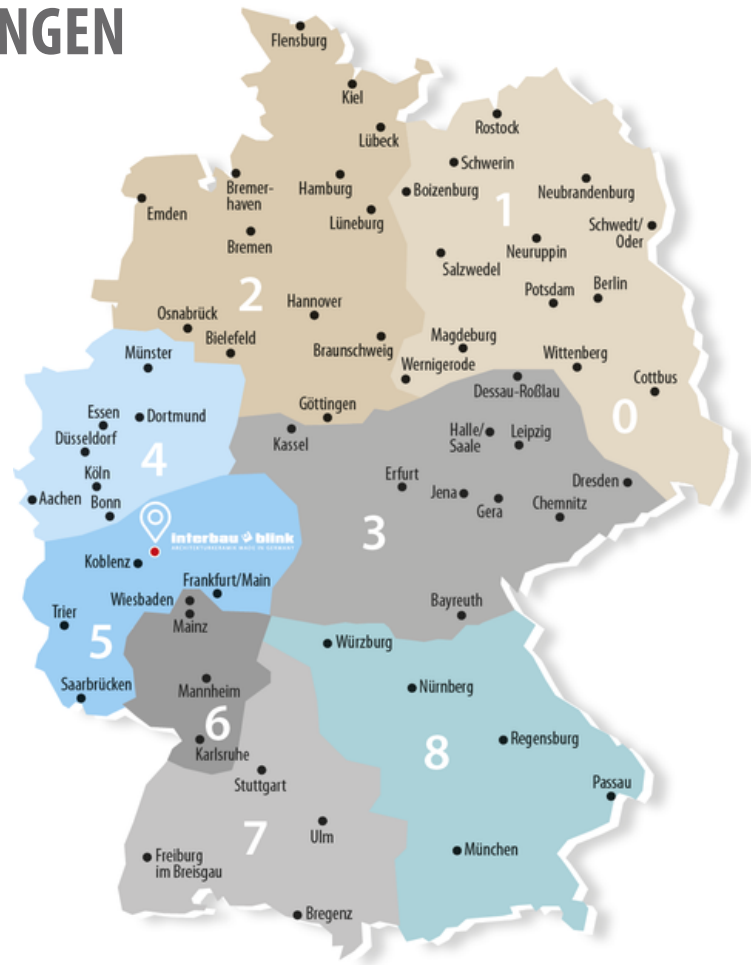 NGEN
Flensburg
Kiel
Lübeck
Rostock
Schwerin
Bremer-
haven
Hamburg
Boizenburg
Neubrandenburg
Emden
Lüneburg
1
Schwedt/
Oder
Bremen
Neuruppin
Salzwedel
2
Hannover
Potsdam
Berlin
Osnabrück
Bielefeld
Braunschweig
Magdeburg
Münster
Wernigerode
Wittenberg
Dessau-Roßlau
Cottbus
Göttingen
Essen
Dortmund
0
Düsseldorf
Kassel
Halle/
Saale
Leipzig
4
Köln
Erfurt
Jena
Dresden
Aachen
Bonn
Gera
Chemnitz
3
interbau blink
ARCHITEKTURKERAMIK MADE IN GERMANY
Koblenz
Frankfurt/Main
Wiesbaden
Bayreuth
Trier
Mainz
5
Würzburg
Saarbrücken
Mannheim
Nürnberg
6
Karlsruhe
8
Regensburg
Stuttgart
Passau
7
Ulm
München
Freiburg
im Breisgau
Bregenz